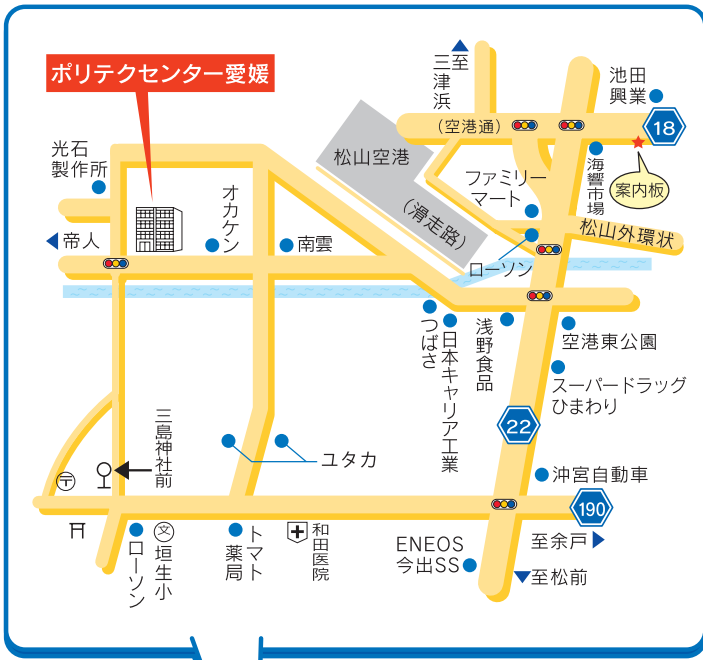 至
三津浜
池田
興業
ポリテクセンター愛媛
(空港通)
18
光石
製作所
松山空港
海響市場
案内板
ファミリー
マート
オカケン
(滑走路)
松山外環状
帝人
南雲
ローソン
つばさ
日本キャリア工業
浅野食品
空港東公園
スーパードラッグ
ひまわり
22
三島神社前
ユタカ
沖宮自動車
〒
190
文
垣生小
ローソン
トマト
薬局
和田医院
ENEOS
今出SS
至余戸
至松前